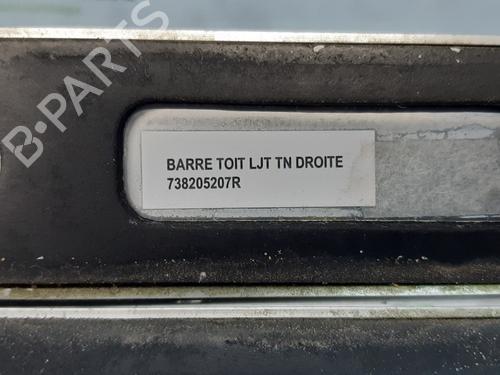 B-PARTS
BARRE TOIT LJT TN DROITE
738205207R